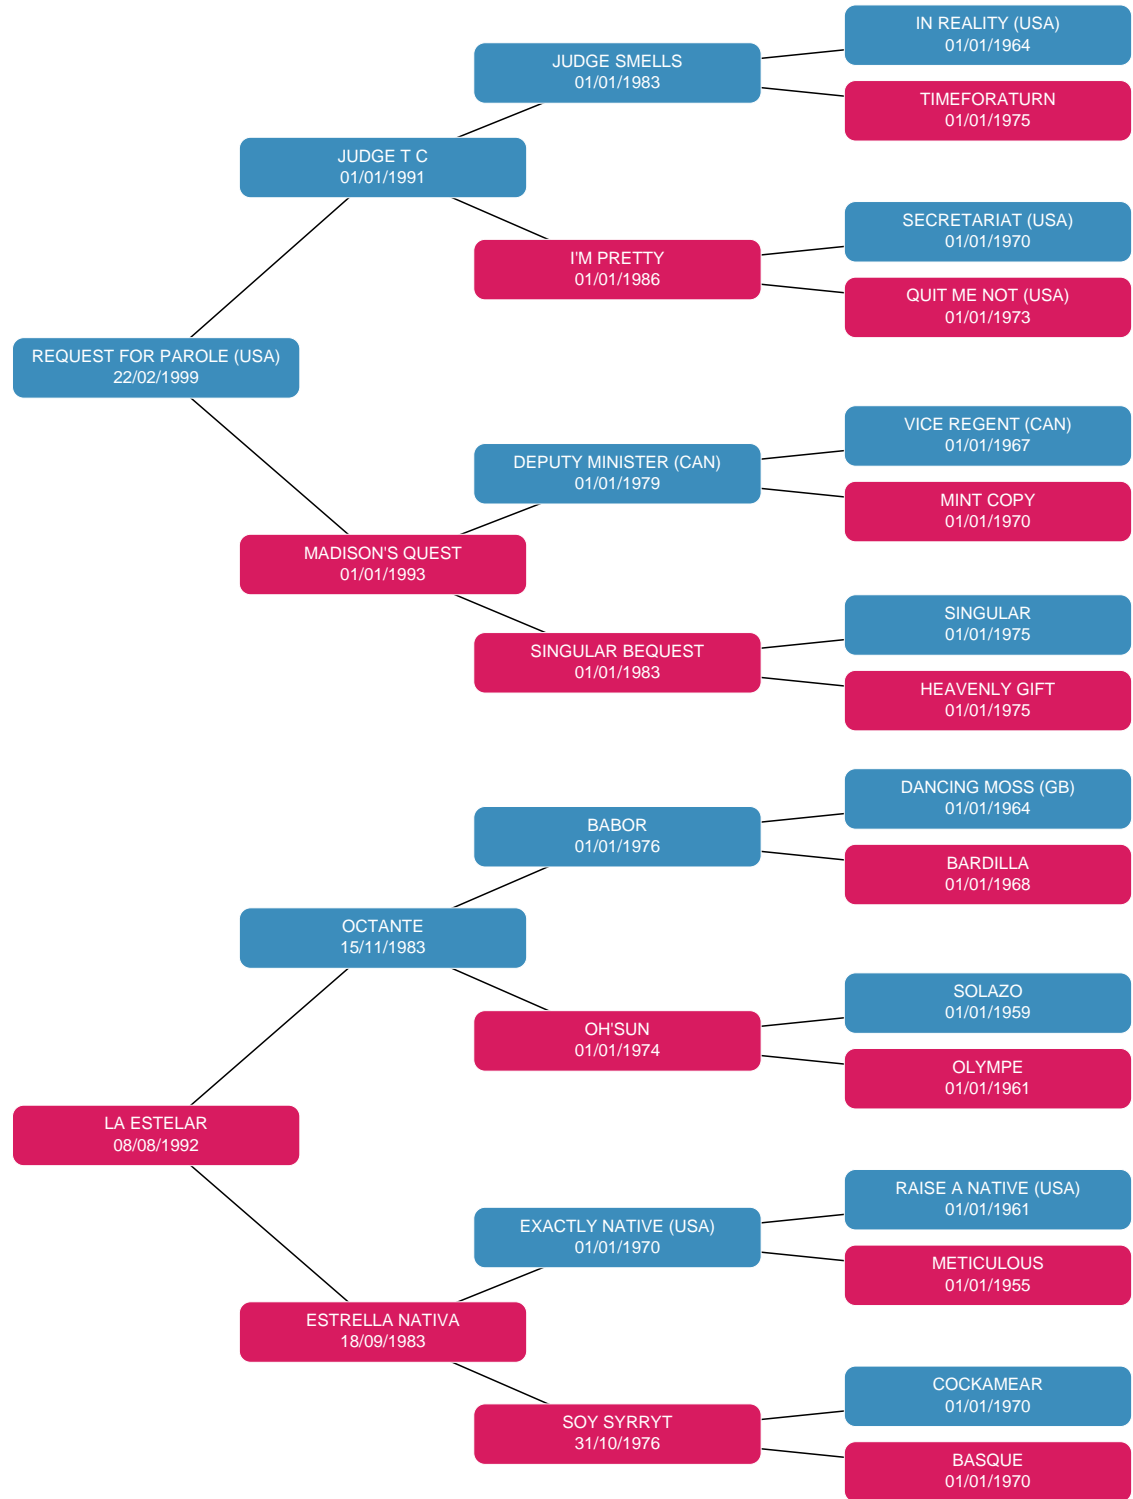 IN REALITY (USA)
01/01/1964
JUDGE SMELLS
01/01/1983
TIMEFORATURN
01/01/1975
JUDGE T C
01/01/1991
SECRETARIAT (USA)
01/01/1970
I'M PRETTY
01/01/1986
QUIT ME NOT (USA)
01/01/1973
REQUEST FOR PAROLE (USA)
22/02/1999
VICE REGENT (CAN)
01/01/1967
DEPUTY MINISTER (CAN)
01/01/1979
MINT COPY
01/01/1970
MADISON'S QUEST
01/01/1993
SINGULAR
01/01/1975
SINGULAR BEQUEST
01/01/1983
HEAVENLY GIFT
01/01/1975
DANCING MOSS (GB)
01/01/1964
BABOR
01/01/1976
BARDILLA
01/01/1968
OCTANTE
15/11/1983
SOLAZO
01/01/1959
OH'SUN
01/01/1974
OLYMPE
01/01/1961
LA ESTELAR
08/08/1992
RAISE A NATIVE (USA)
01/01/1961
EXACTLY NATIVE (USA)
01/01/1970
METICULOUS
01/01/1955
ESTRELLA NATIVA
18/09/1983
COCKAMEAR
01/01/1970
SOY SYRRYT
31/10/1976
BASQUE
01/01/1970